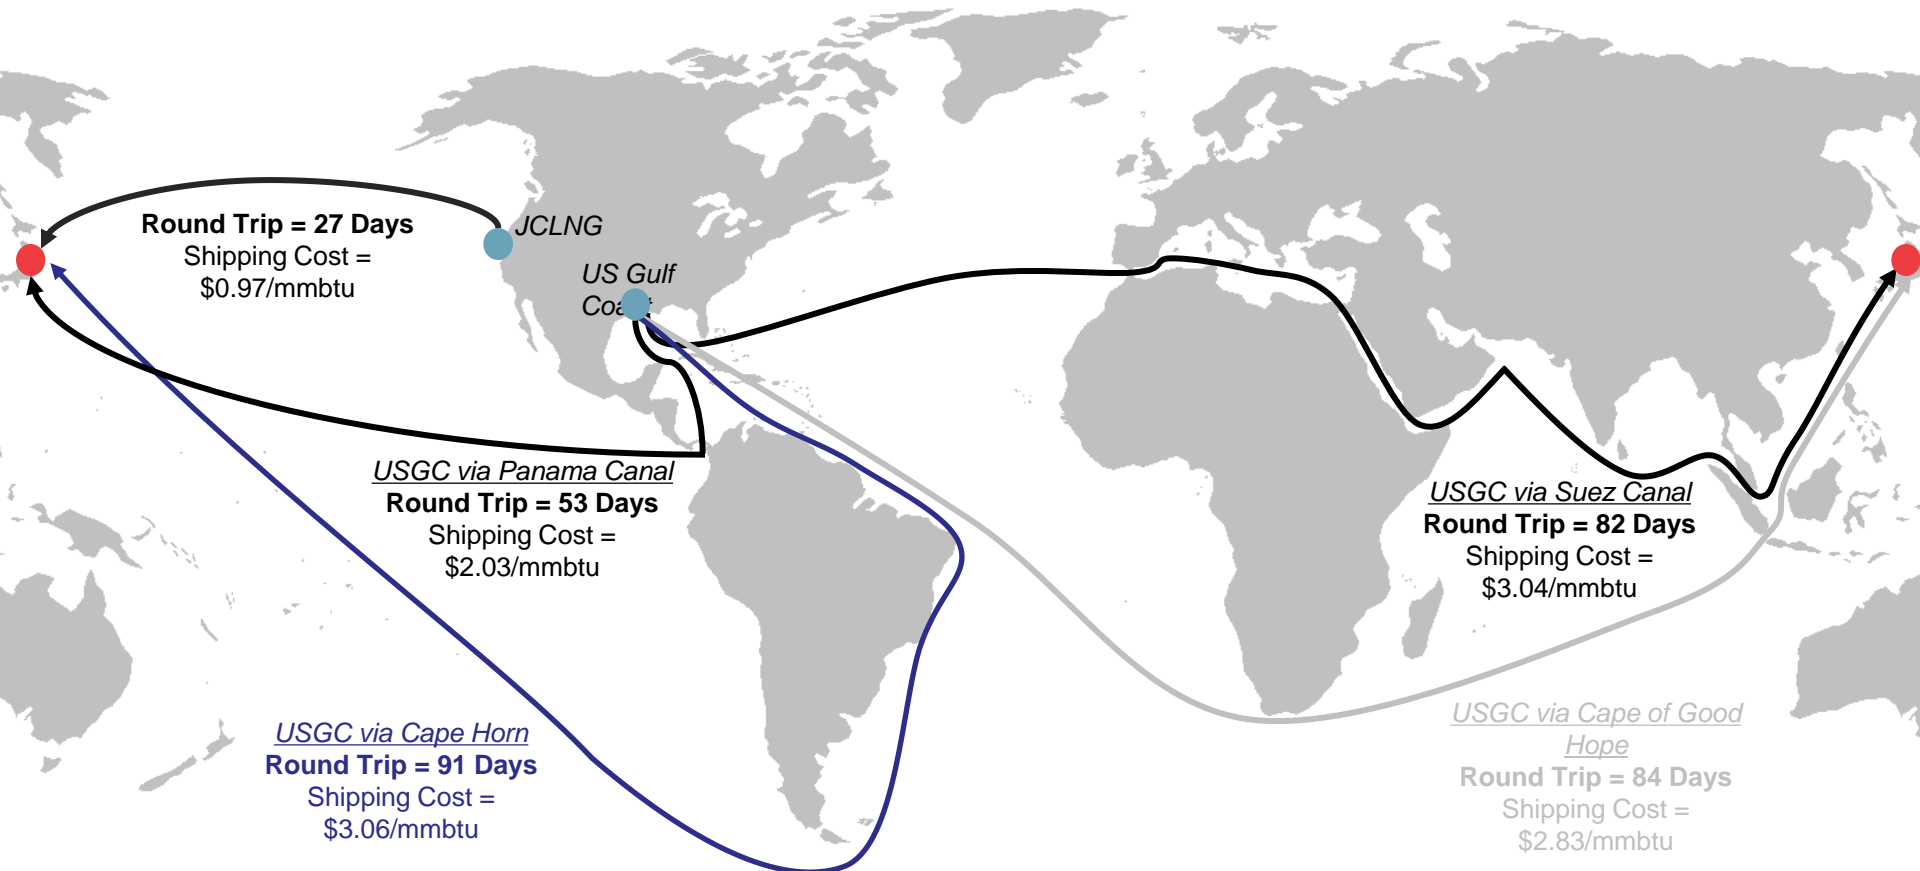 JCLNG
Round Trip = 27 Days
Shipping Cost =
$0.97/mmbtu
US Gulf
USGC via Panama Canal
Round Trip = 53 Days
Shipping Cost =
$2.03/mmbtu
USGC via Suez Canal
Round Trip = 82 Days
Shipping Cost =
$3.04/mmbtu
USGC via Cape Horn
Round Trip = 91 Days
Shipping Cost =
$3.06/mmbtu
USGC via Cape of Good
Hope
Round Trip = 84 Days
Shipping Cost =
$2.83/mmbtu